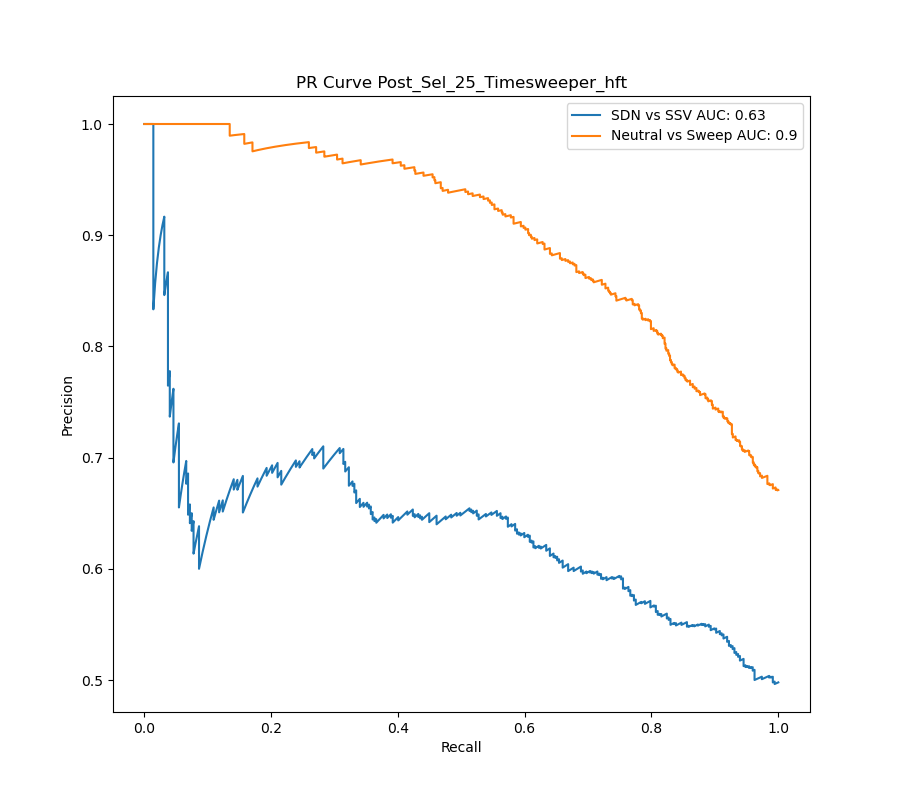 PR Curve Post_Sel_25_Timesweeper_hft
SDN vs SSV AUC: 0.63
Neutral vs Sweep AUC: 0.9
1.0
0.9
0.8
0.7
0.6
0.5
Precision
0.0 0.2 0.4 0.6 0.8 1.0
Recall